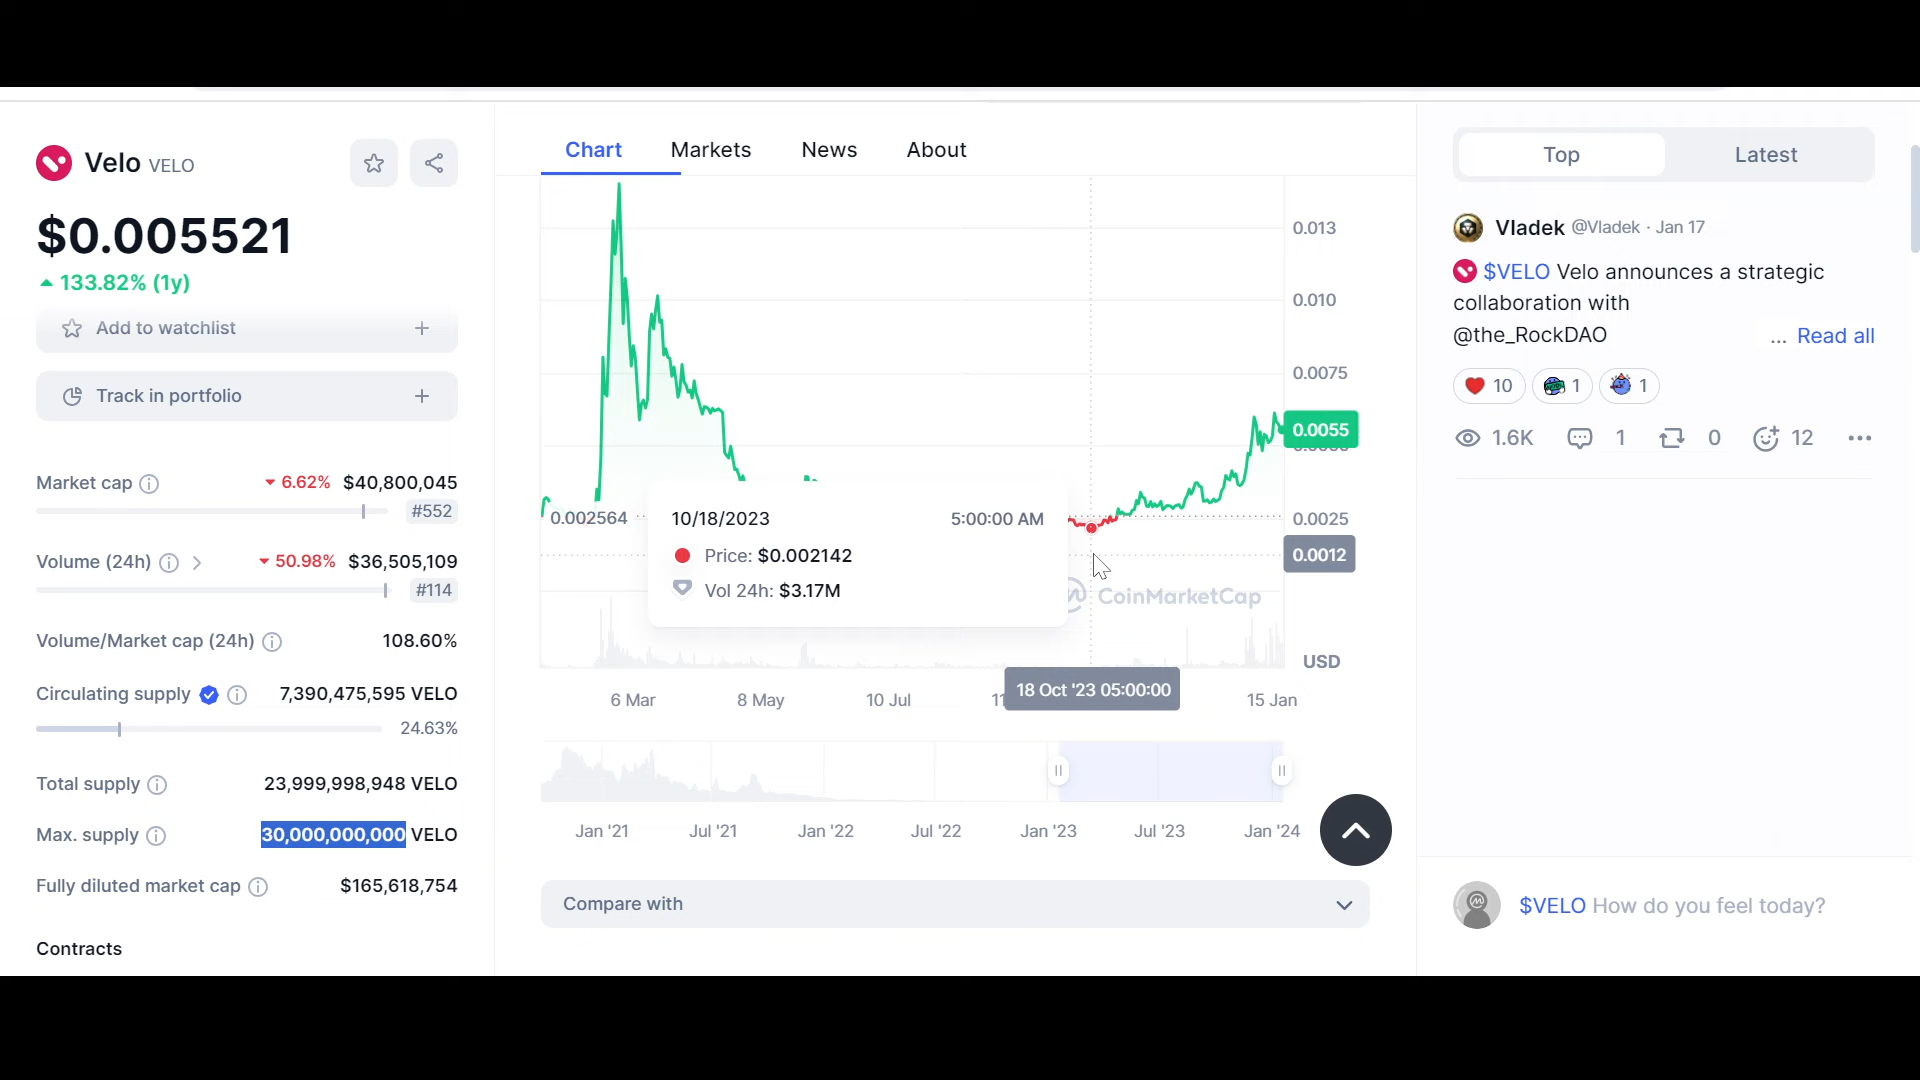 Velo VELO
$0.005521
133.82% (1y)
Add to watchlist
Track in portfolio
Market cap 6.62% $40,800,045
#552
Volume (24h) 50.98% $36,505,109
#114
Volume/Market cap (24h) 108.60%
Circulating supply 7,390,475,595 VELO
24.63%
Total supply 23,999,998,948 VELO
Max. supply 30,000,000,000 VELO
Fully diluted market cap $165,618,754
Contracts
Chart Markets News About
0.013
0.010
0.0075
0.0055
0.002564
0.0025
0.0012
10/18/2023 5:00:00 AM
Price: $0.002142
Vol 24h: $3.17M
CoinMarketCap
USD
6 Mar 8 May 10 Jul 18 Oct '23 05:00:00 15 Jan
Jan '21 Jul '21 Jan '22 Jul '22 Jan '23 Jul '23 Jan '24
Compare with
Top Latest
Vladek @Vladek · Jan 17
$VELO Velo announces a strategic
collaboration with
@the_RockDAO ... Read all
10 1 1
1.6K 1 0 12
$VELO How do you feel today?